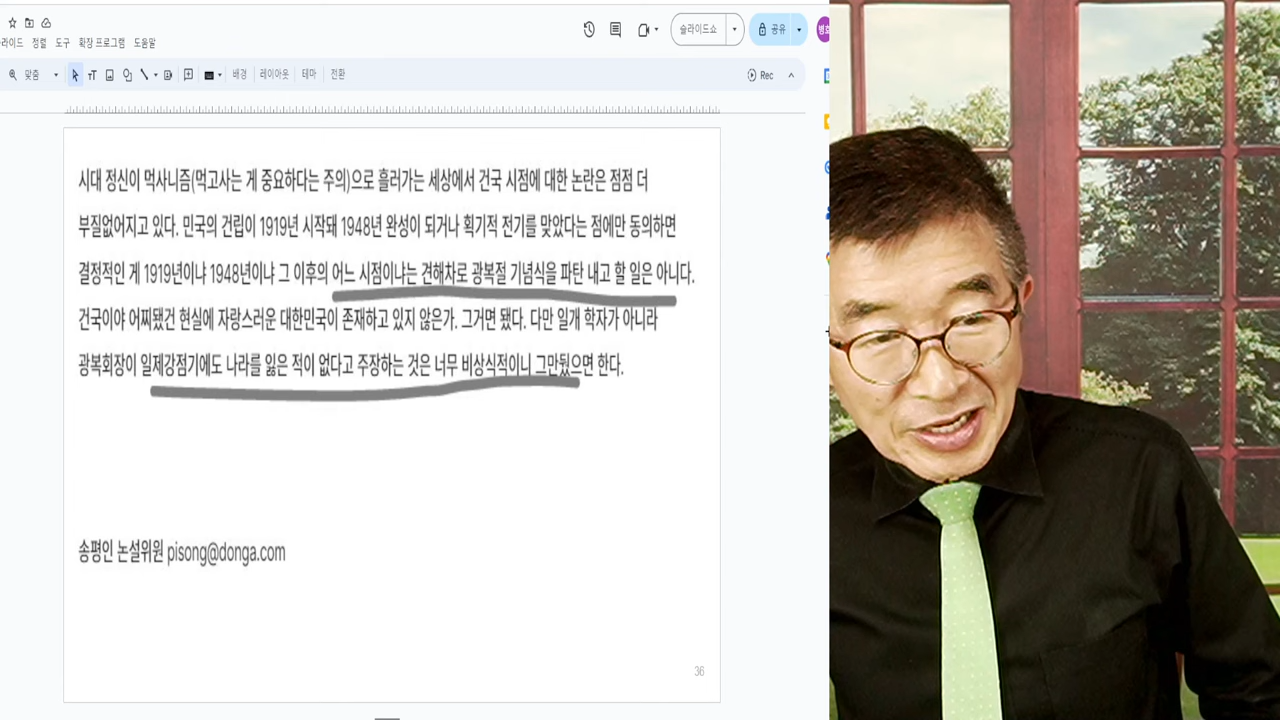 라이드 정렬 도구 확장 프로그램 도움말
슬라이드쇼
공유
맞춤
배경 레이아웃 테마 전환
Rec
시대 정신이 먹사니즘(먹고사는 게 중요하다는 주의)으로 흘러가는 세상에서 건국 시점에 대한 논란은 점점 더
부질없어지고 있다. 민국의 건립이 1919년 시작돼 1948년 완성이 되거나 획기적 전기를 맞았다는 점에만 동의하면
결정적인 게 1919년이냐 1948년이냐 그 이후의 어느 시점이냐는 견해차로 광복절 기념식을 파탄 내고 할 일은 아니다.
건국이야 어찌됐건 현실에 자랑스러운 대한민국이 존재하고 있지 않은가. 그거면 됐다. 다만 일개 학자가 아니라
광복회장이 일제강점기에도 나라를 잃은 적이 없다고 주장하는 것은 너무 비상식적이니 그만뒀으면 한다.
송평인 논설위원 pisong@donga.com
36